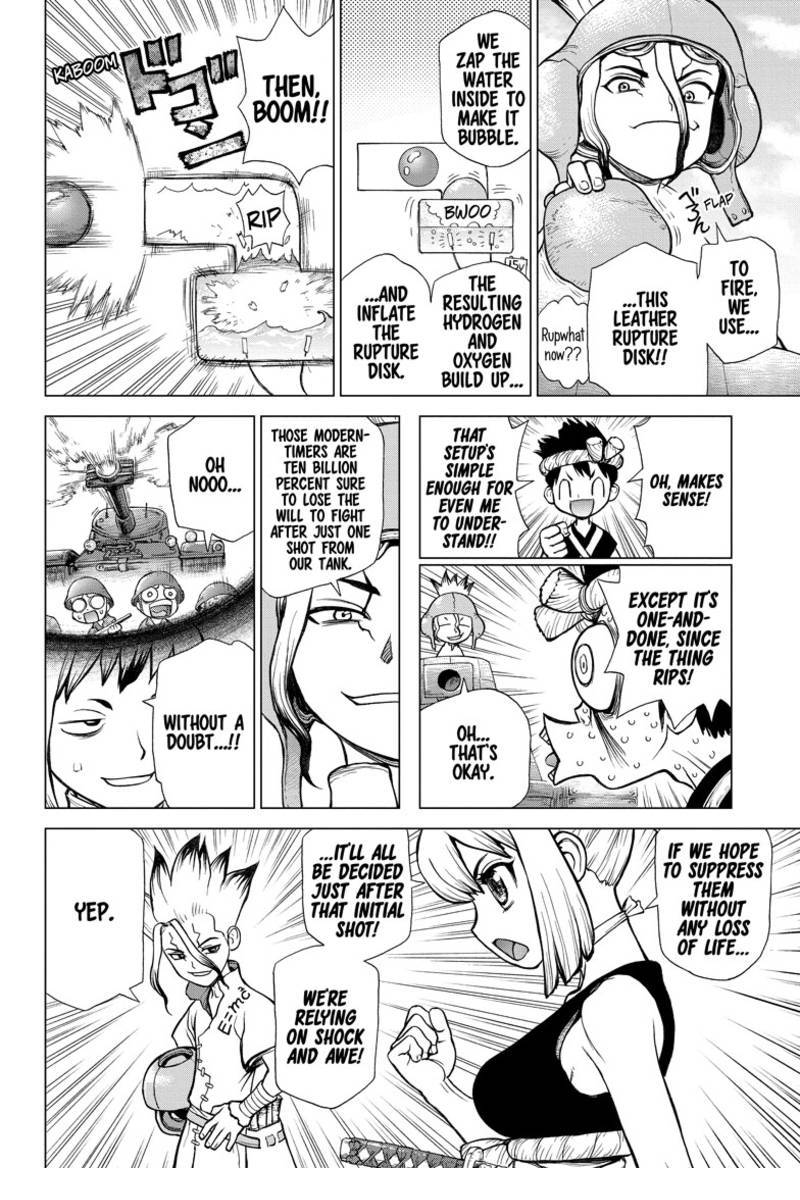 TO
FIRE,
WE
USE...
...THIS
LEATHER
RUPTURE
DISK!!
ゴ
ろん
FLAP
Rupwhat
now??
WE
ZAP THE
WATER
INSIDE TO
MAKE IT
BUBBLE.
BWOO
15V
THE
RESULTING
HYDROGEN
AND
OXYGEN
BUILD UP...
...AND
INFLATE
THE
RUPTURE
DISK.
THEN,
BOOM!!
ドゴン
KABOOM
RIP
OH, MAKES
SENSE!
THAT
SETUP'S
SIMPLE
ENOUGH FOR
EVEN ME
TO UNDER-
STAND!!
EXCEPT IT'S
ONE-AND-
DONE, SINCE
THE THING
RIPS!
OH...
THAT'S
OKAY.
THOSE MODERN-
TIMERS ARE
TEN BILLION
PERCENT SURE
TO LOSE THE
WILL TO FIGHT
AFTER JUST ONE
SHOT FROM
OUR TANK.
OH
NOOO...
WITHOUT A
DOUBT...!!
IF WE HOPE
TO SUPPRESS
THEM
WITHOUT
ANY LOSS
OF LIFE...
...IT'LL ALL
BE DECIDED
JUST AFTER
THAT INITIAL
SHOT!
WE'RE
RELYING
ON SHOCK
AND AWE!
YEP.
E=mc²